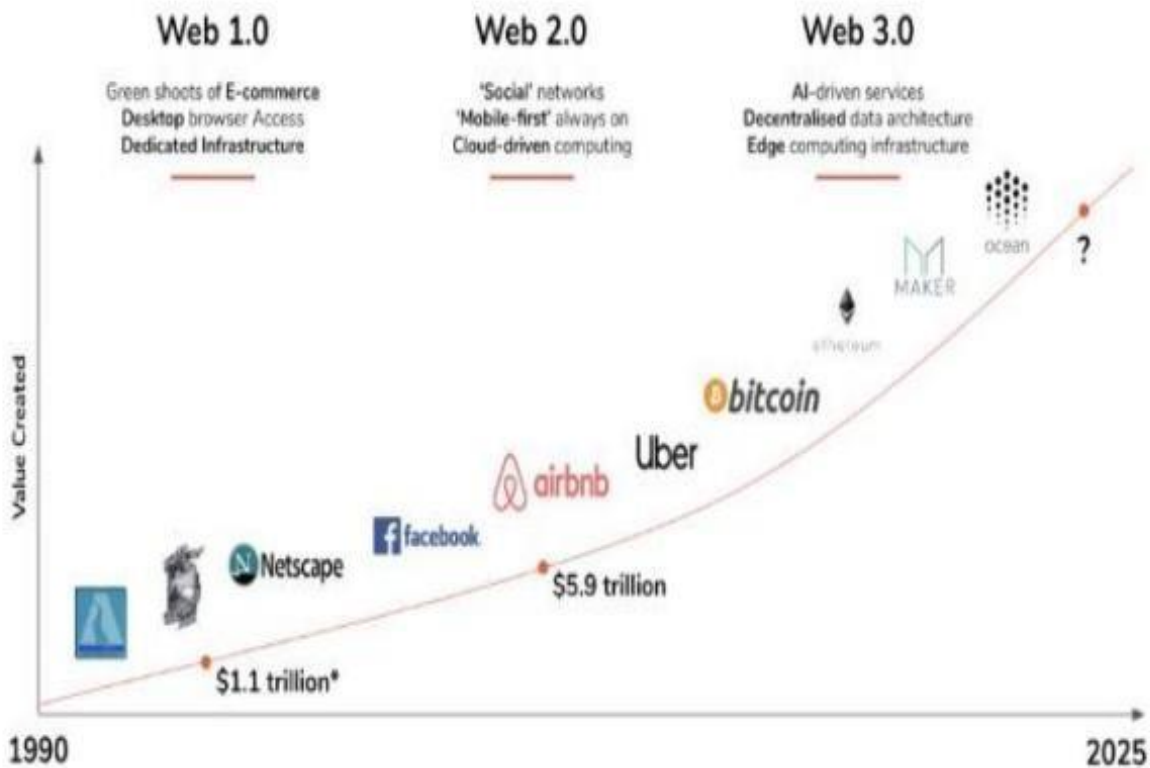 Web 1.0
Green shoots of E-commerce
Desktop browser Access
Dedicated Infrastructure
Web 2.0
'Social' networks
'Mobile-first' always on
Cloud-driven computing
Web 3.0
AI-driven services
Decentralised data architecture
Edge computing infrastructure
Value Created
Netscape
facebook
airbnb
Uber
bitcoin
ethereum
MAKER
ocean
?
$5.9 trillion
$1.1 trillion*
1990
2025